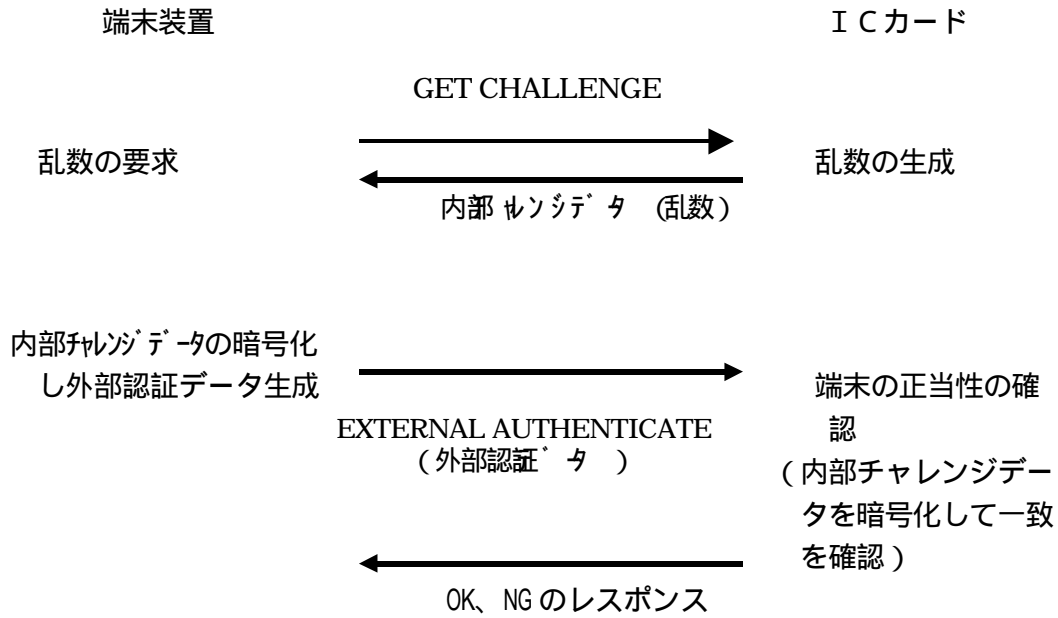 端末装置
ＩＣカード
GET CHALLENGE
乱数の要求
乱数の生成
内部 ﾁｬﾚﾝｼﾞﾃﾞｰﾀ (乱数)
内部ﾁｬﾚﾝｼﾞﾃﾞｰﾀの暗号化
し外部認証データ生成
EXTERNAL AUTHENTICATE
(外部認証ﾃﾞｰﾀ)
端末の正当性の確
認
(内部チャレンジデー
タを暗号化して一致
を確認)
OK、NG のレスポンス